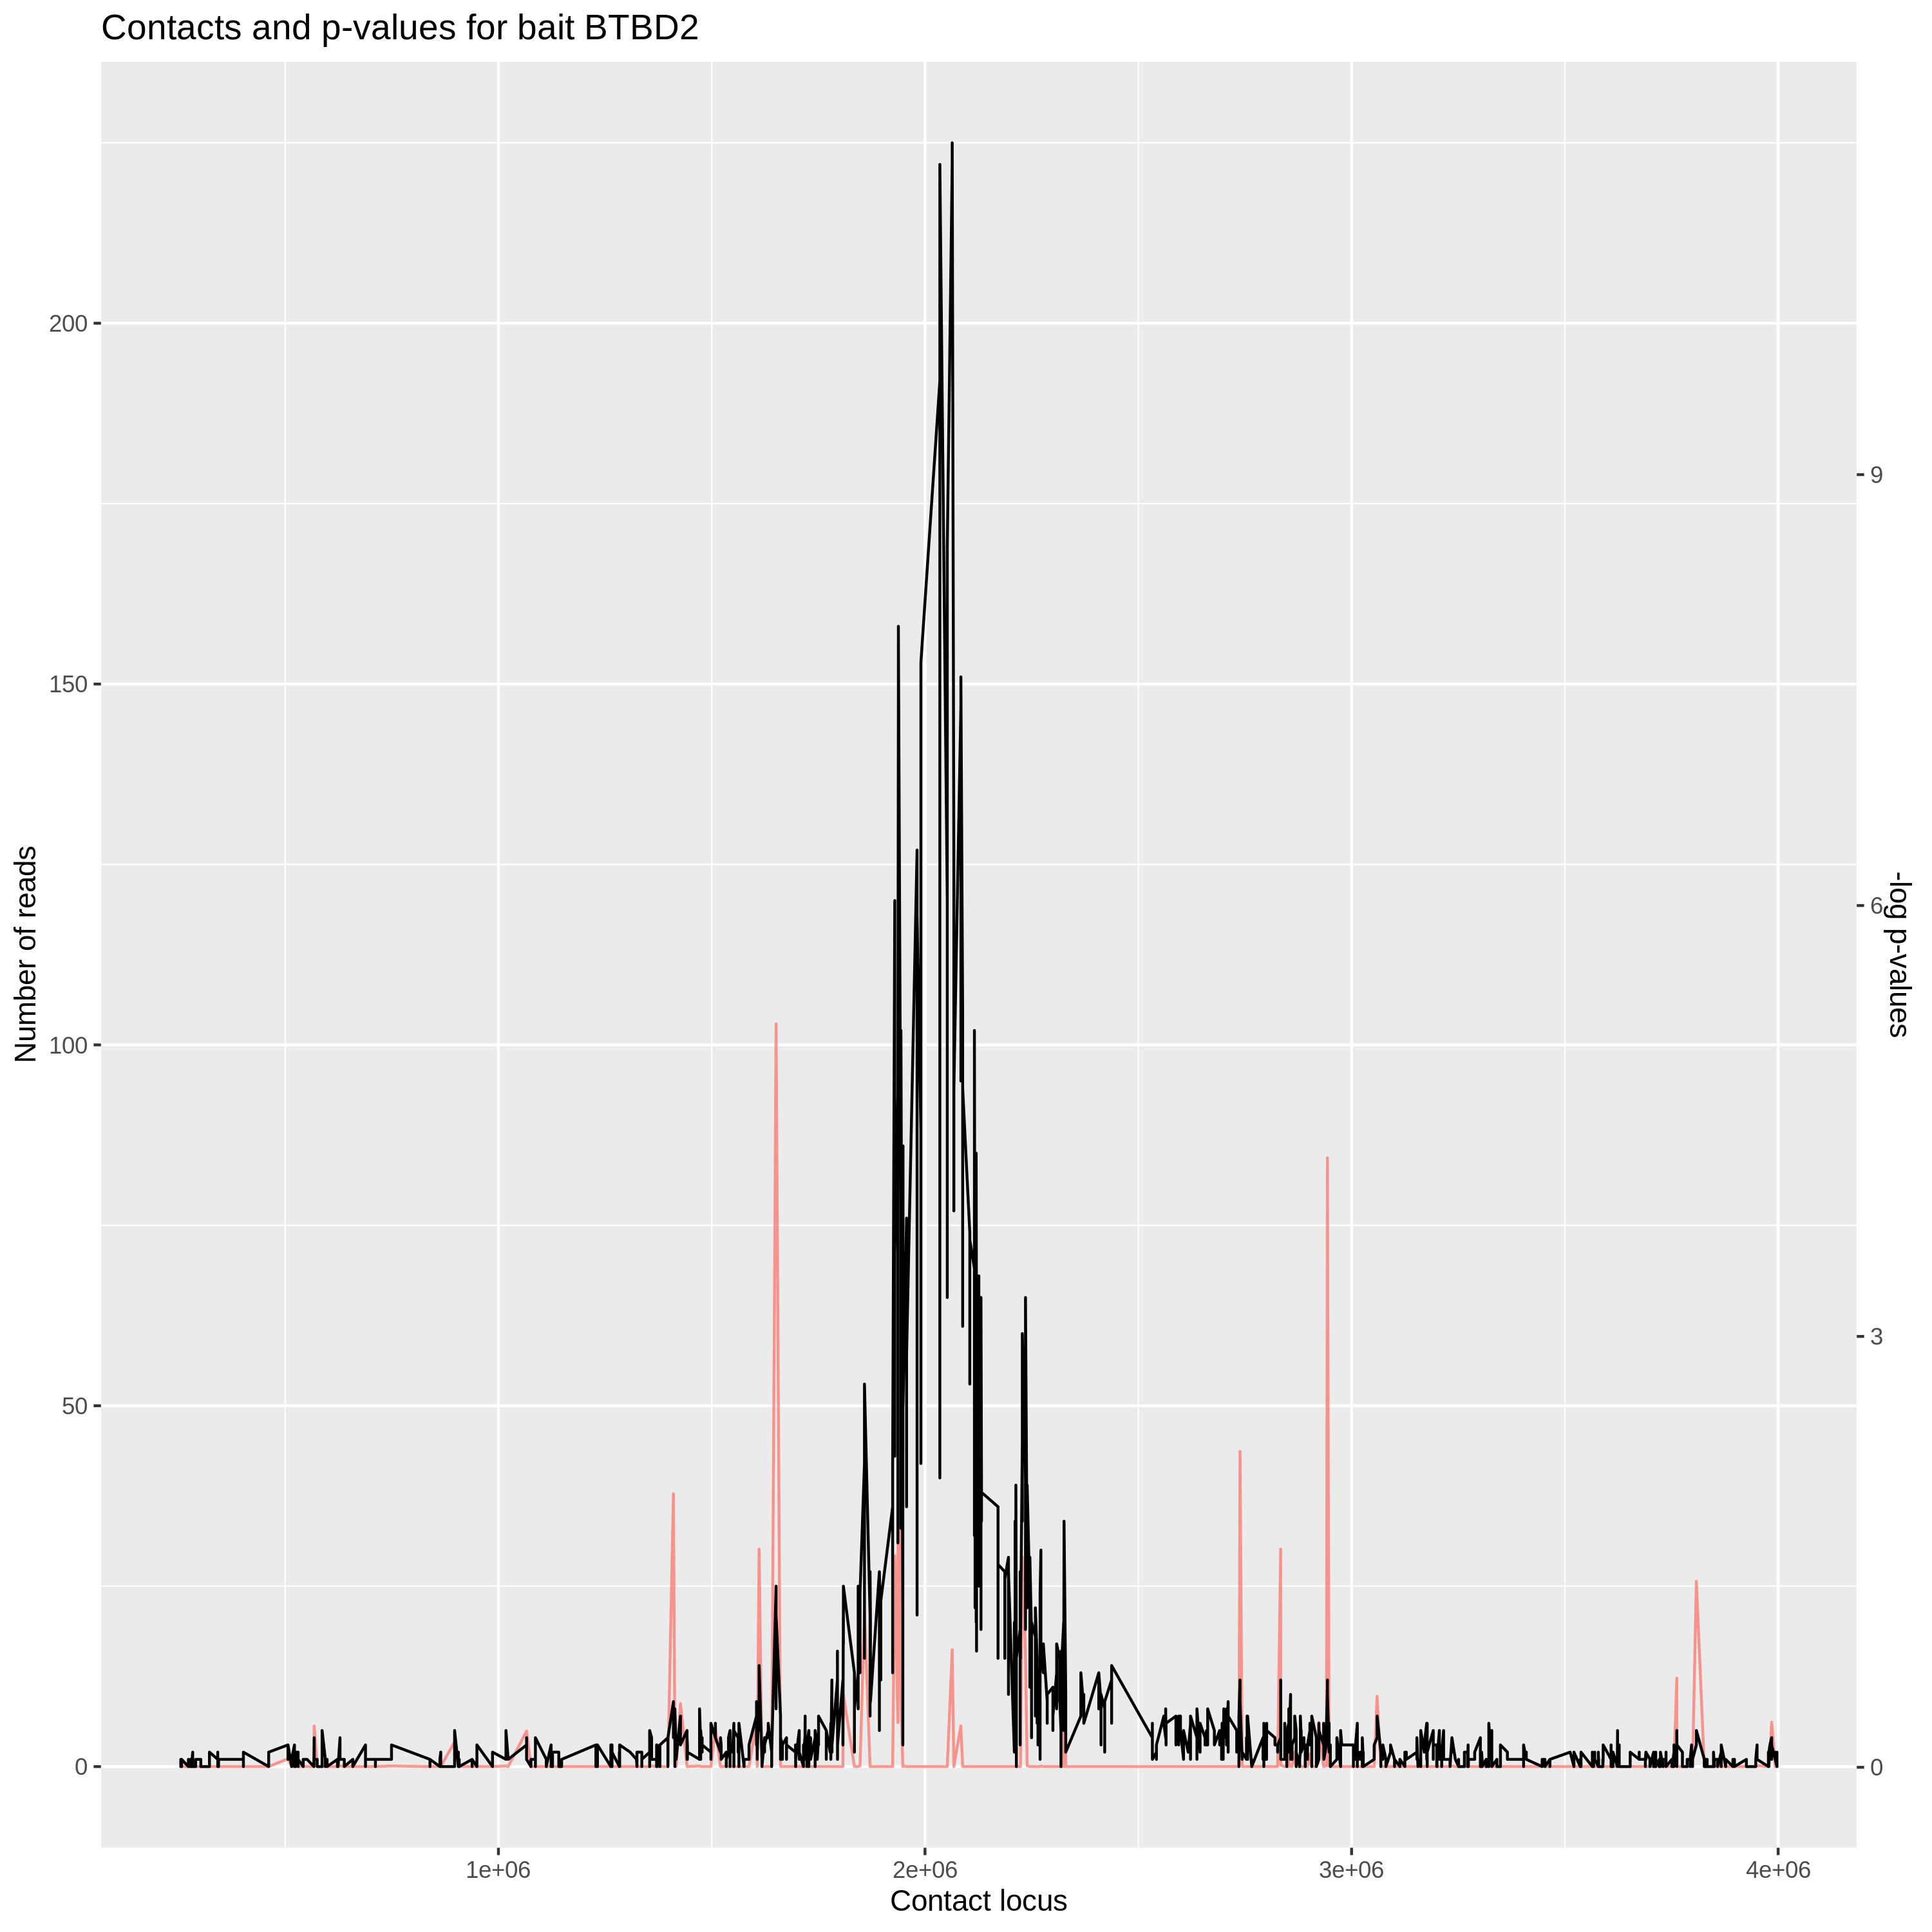 Contacts and p-values for bait BTBD2
Number of reads
200
150
100
50
0
9
6
3
0
-log p-values
1e+06
2e+06
3e+06
4e+06
Contact locus